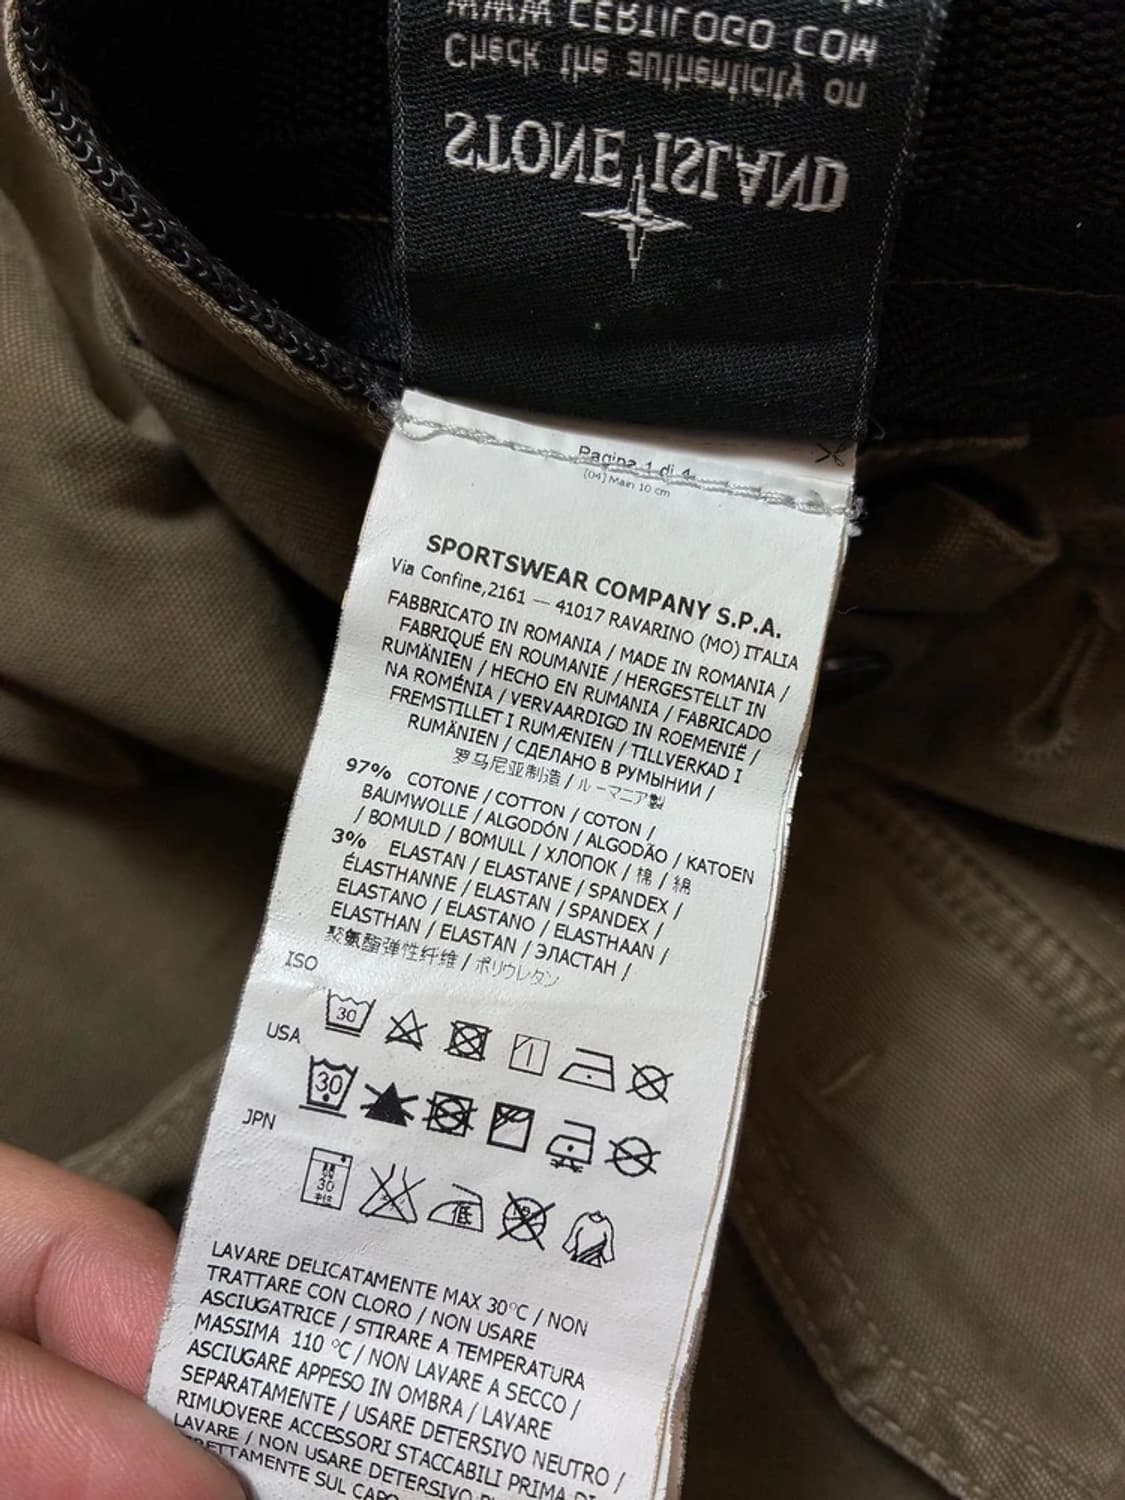 WWW CERTILOGO COM
Check the authenticity on
STONE ISLAND
Pagina 1 di 4
(04) Main 10 cm
SPORTSWEAR COMPANY S.P.A.
Via Confine,2161 — 41017 RAVARINO (MO) ITALIA
FABBRICATO IN ROMANIA / MADE IN ROMANIA /
FABRIQUÉ EN ROUMANIE / HERGESTELLT IN
RUMÄNIEN / HECHO EN RUMANIA / FABRICADO
NA ROMÉNIA / VERVAARDIGD IN ROEMENIË /
FREMSTILLET I RUMÆNIEN / TILLVERKAD I
RUMÄNIEN / СДЕЛАНО В РУМЫНИИ /
罗马尼亚制造 / ルーマニア製
97% COTONE / COTTON / COTON /
BAUMWOLLE / ALGODÓN / ALGODÃO / KATOEN
/ BOMULD / BOMULL / ХЛОПОК / 棉 / 綿
3% ELASTAN / ELASTANE / SPANDEX /
ÉLASTHANNE / ELASTAN / SPANDEX /
ELASTANO / ELASTANO / ELASTHAAN /
ELASTHAN / ELASTAN / ЭЛАСТАН /
聚氨酯弹性纤维 / ポリウレタン
ISO
30
USA
30
JPN
30
低
LAVARE DELICATAMENTE MAX 30°C / NON
TRATTARE CON CLORO / NON USARE
ASCIUGATRICE / STIRARE A TEMPERATURA
MASSIMA 110 °C / NON LAVARE A SECCO /
ASCIUGARE APPESO IN OMBRA / LAVARE
SEPARATAMENTE / USARE DETERSIVO NEUTRO /
RIMUOVERE ACCESSORI STACCABILI PRIMA DI
LAVARE / NON USARE DETERSIVO
SUL CAPO